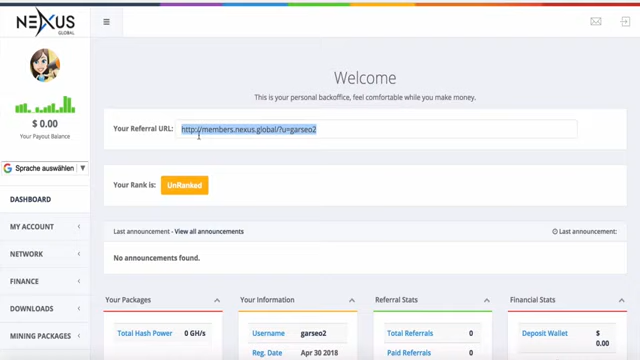 NEXUS
GLOBAL
Welcome
This is your personal backoffice, feel comfortable while you make money.
$ 0.00
Your Payout Balance
Your Referral URL: http://members.nexus.global/?u=garseo2
G Sprache auswählen ▼
Your Rank is: UnRanked
DASHBOARD
MY ACCOUNT
NETWORK
FINANCE
DOWNLOADS
MINING PACKAGES
Last announcement - View all announcements
Last announcement:
No announcements found.
Your Packages
Total Hash Power 0 GH/s
Your Information
Username garseo2
Reg. Date Apr 30 2018
Referral Stats
Total Referrals 0
Paid Referrals 0
Financial Stats
Deposit Wallet $ 0.00